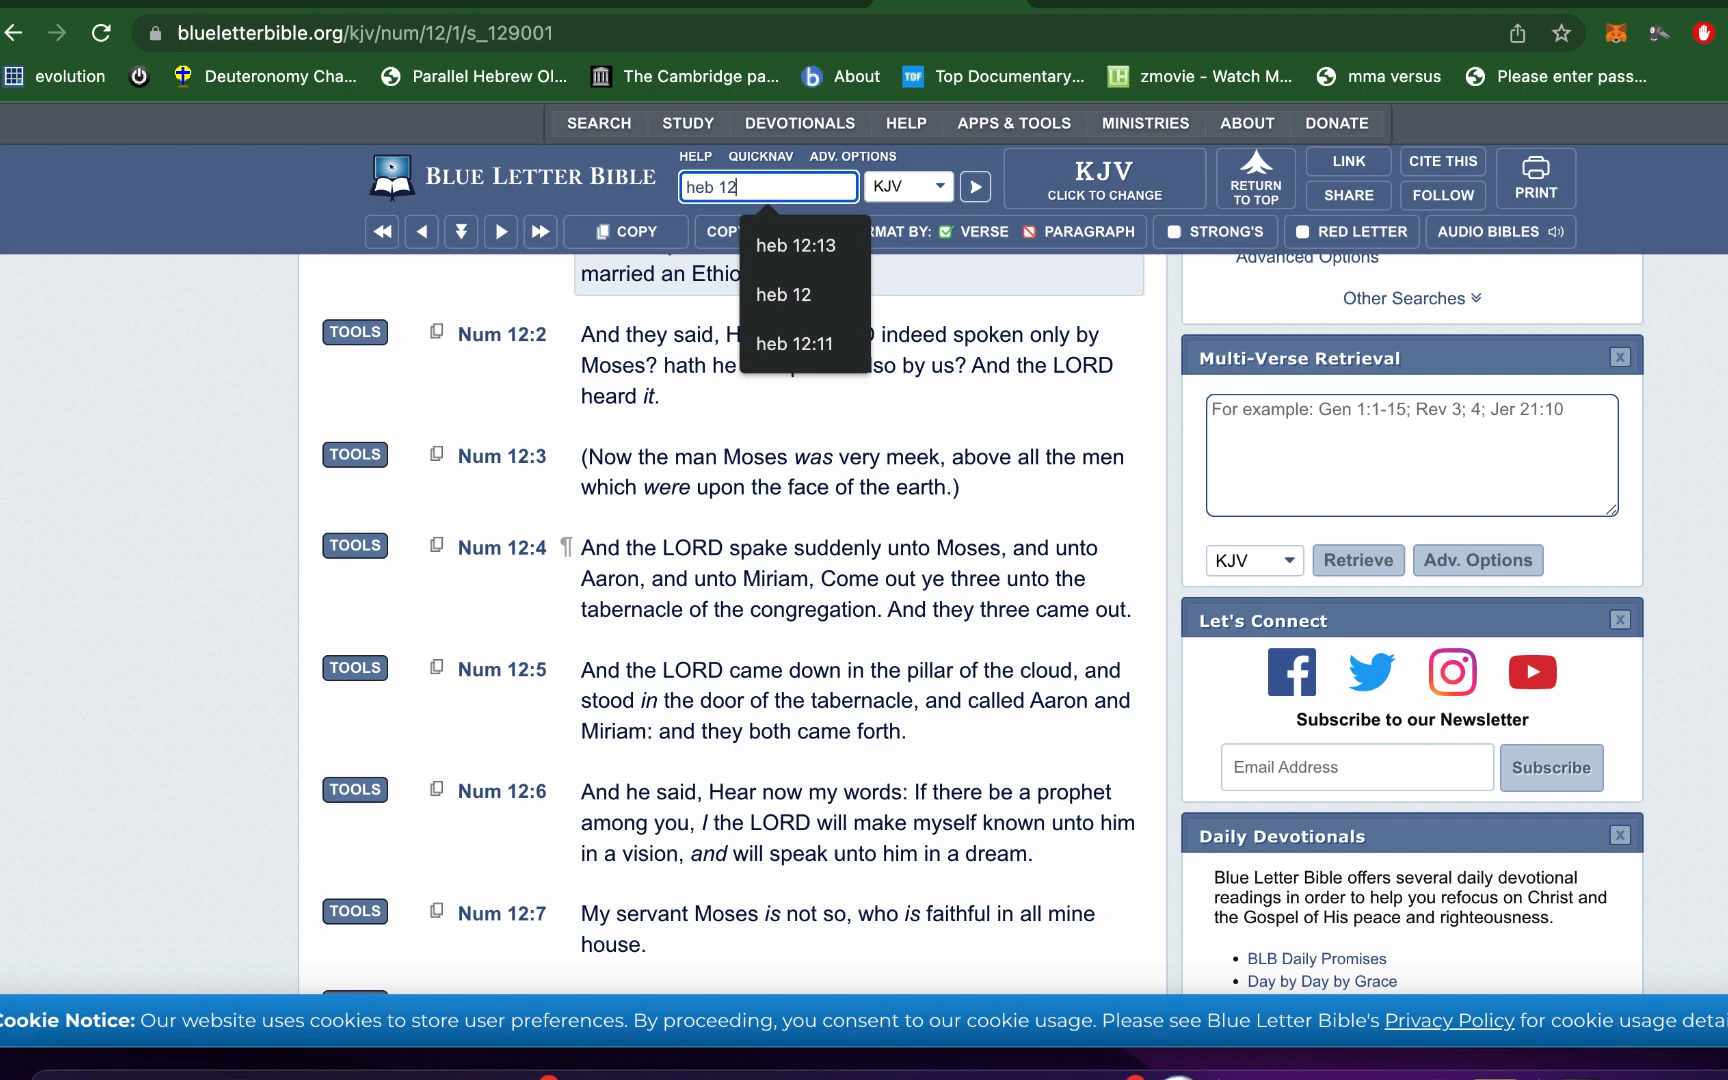 blueletterbible.org/kjv/num/12/1/s_129001
evolution
Deuteronomy Cha...
Parallel Hebrew Ol...
The Cambridge pa...
About
TDF
Top Documentary...
zmovie - Watch M...
mma versus
Please enter pass...
SEARCH STUDY DEVOTIONALS HELP APPS & TOOLS MINISTRIES ABOUT DONATE
BLUE LETTER BIBLE
HELP QUICKNAV ADV. OPTIONS
heb 12
KJV
KJV
CLICK TO CHANGE
RETURN
TO TOP
LINK
CITE THIS
SHARE
FOLLOW
PRINT
COPY
COP
RMAT BY: VERSE PARAGRAPH
STRONG'S
RED LETTER
AUDIO BIBLES
heb 12:13
heb 12
heb 12:11
married an Ethio
TOOLS Num 12:2 And they said, H indeed spoken only by
Moses? hath he lso by us? And the LORD
heard it.
TOOLS Num 12:3 (Now the man Moses was very meek, above all the men
which were upon the face of the earth.)
TOOLS Num 12:4 ¶ And the LORD spake suddenly unto Moses, and unto
Aaron, and unto Miriam, Come out ye three unto the
tabernacle of the congregation. And they three came out.
TOOLS Num 12:5 And the LORD came down in the pillar of the cloud, and
stood in the door of the tabernacle, and called Aaron and
Miriam: and they both came forth.
TOOLS Num 12:6 And he said, Hear now my words: If there be a prophet
among you, I the LORD will make myself known unto him
in a vision, and will speak unto him in a dream.
TOOLS Num 12:7 My servant Moses is not so, who is faithful in all mine
house.
Advanced Options
Other Searches
Multi-Verse Retrieval
For example: Gen 1:1-15; Rev 3; 4; Jer 21:10
KJV
Retrieve
Adv. Options
Let's Connect
Subscribe to our Newsletter
Email Address
Subscribe
Daily Devotionals
Blue Letter Bible offers several daily devotional
readings in order to help you refocus on Christ and
the Gospel of His peace and righteousness.
• BLB Daily Promises
• Day by Day by Grace
Cookie Notice: Our website uses cookies to store user preferences. By proceeding, you consent to our cookie usage. Please see Blue Letter Bible's Privacy Policy for cookie usage detai